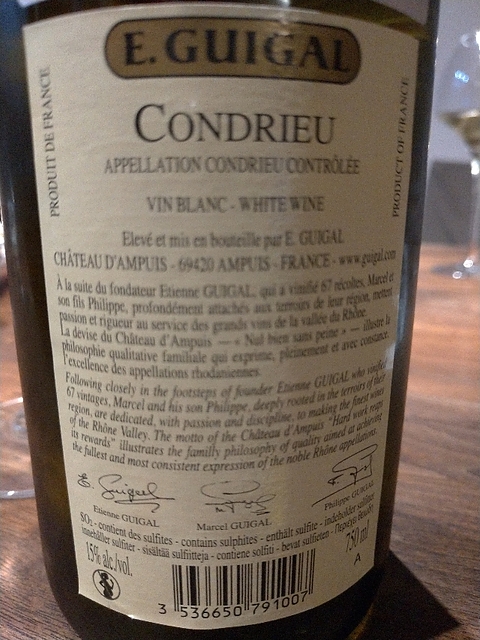 E. GUIGAL
CONDRIEU
APPELLATION CONDRIEU CONTRÔLÉE
VIN BLANC - WHITE WINE
Elevé et mis en bouteille par E. GUIGAL
CHÂTEAU D'AMPUIS - 69420 AMPUIS - FRANCE - www.guigal.com
PRODUIT DE FRANCE
PRODUCT OF FRANCE
À la suite du fondateur Etienne GUIGAL, qui a vinifié 67 récoltes, Marcel et
son fils Philippe, profondément attachés aux terroirs de leur région, mettent
passion et rigueur au service des grands vins de la vallée du Rhône.
La devise du Château d'Ampuis — « Nul bien sans peine » — illustre la
philosophie qualitative familiale qui exprime, pleinement et avec constance,
l'excellence des appellations rhodaniennes.
Following closely in the footsteps of founder Etienne GUIGAL who vinified
67 vintages, Marcel and his son Philippe, deeply rooted in the terroirs of their
region, are dedicated, with passion and discipline, to making the finest wines
of the Rhône Valley. The motto of the Château d'Ampuis "Hard work reaps
its rewards" illustrates the familly philosophy of quality aimed at achieving
the fullest and most consistent expression of the noble Rhône appellations.
E. Guigal
Etienne GUIGAL
Marcel GUIGAL
Philippe GUIGAL
SO₂ - contient des sulfites - contains sulphites - enthält sulfite - indeholder sulfitter
innehåller sulfiter - sisältää sulfiitteja - contiene solfiti - bevat sulfieten
15% alc./vol.
750 ml
A
3 536650 791007